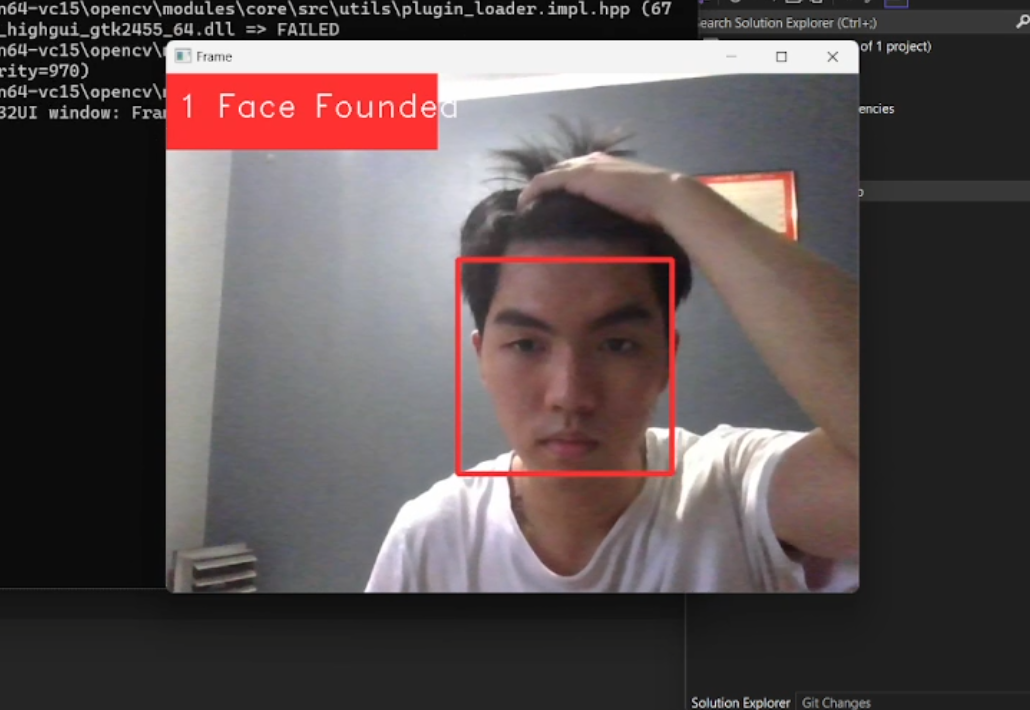 n64-vc15\opencv\modules\core\src\utils\plugin_loader.impl.hpp (67
_highgui_gtk2455_64.dll => FAILED
n64-vc15\opencv\
rity=970)
n64-vc15\opencv\
32UI window: Fra
Frame
1 Face Founded
earch Solution Explorer (Ctrl+;)
of 1 project)
encies
Solution Explorer
Git Changes